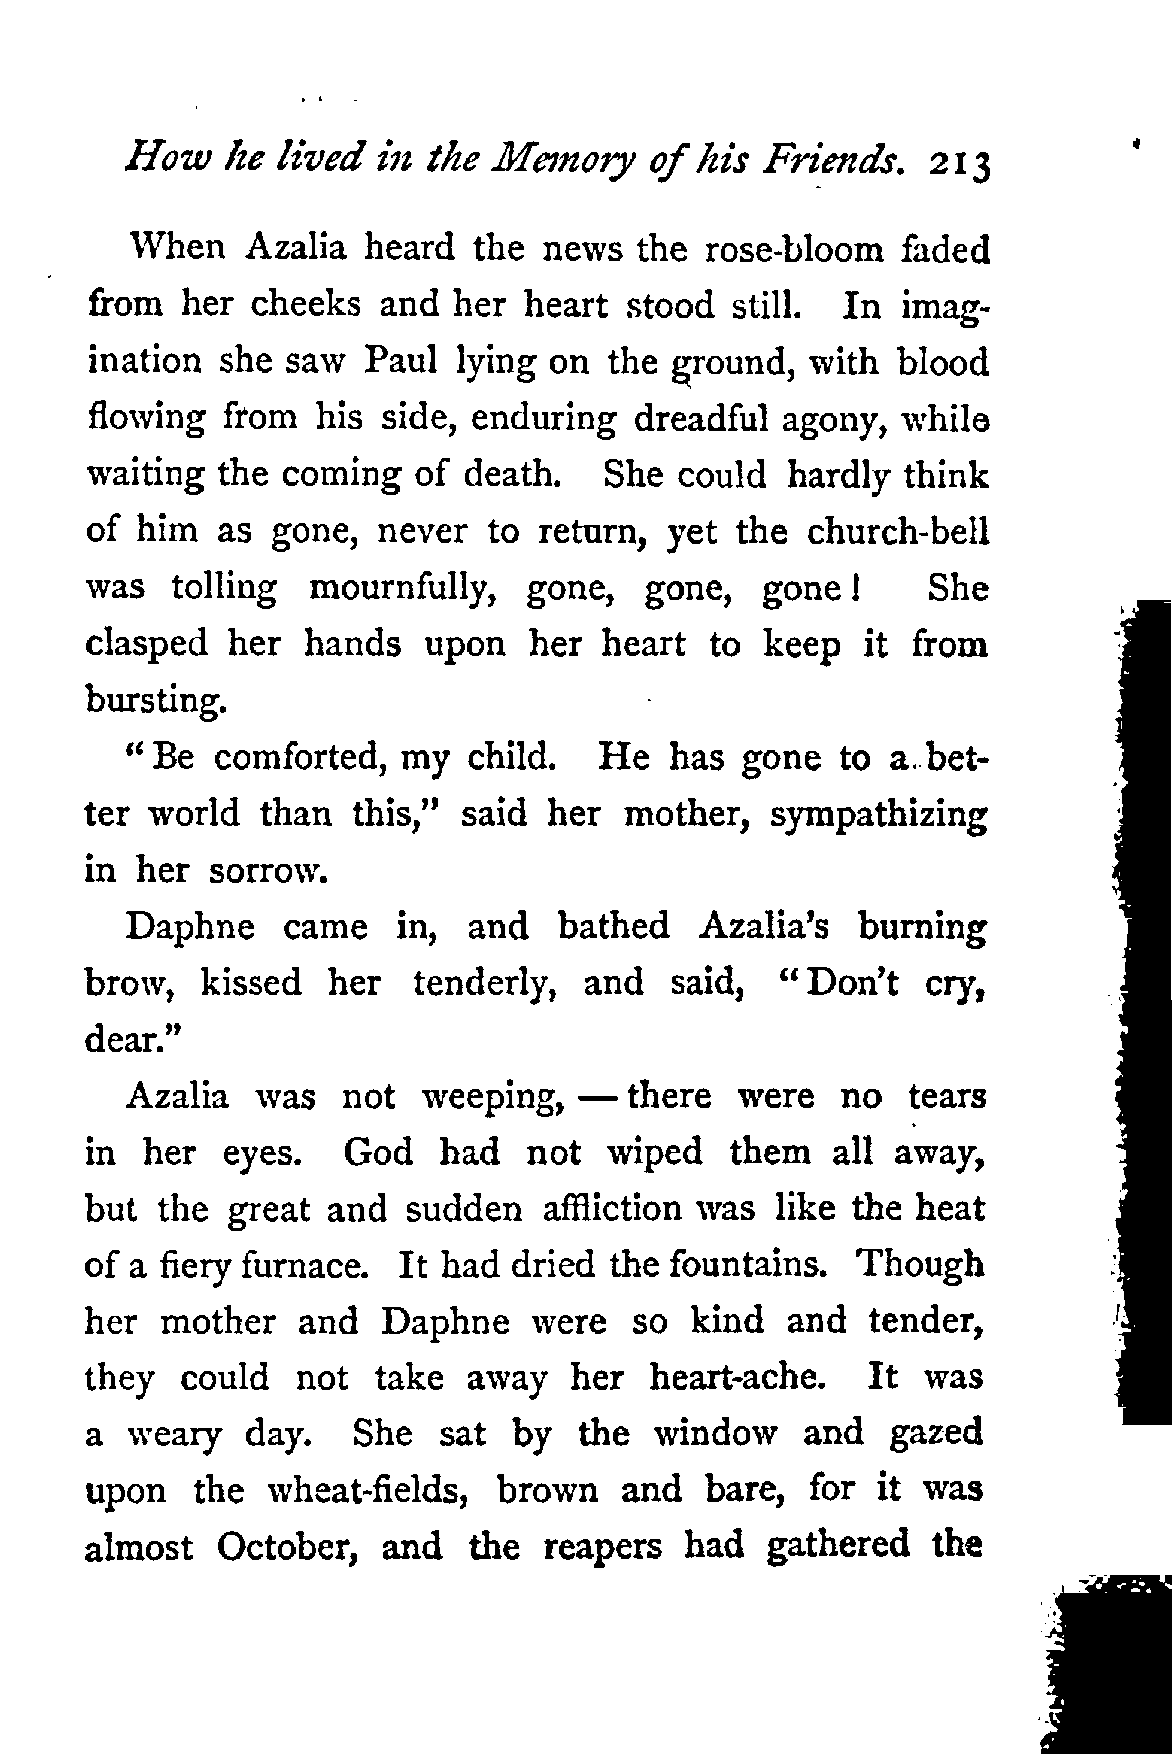 How he lived in the Memory of his Friends. 213
When Azalia heard the news the rose-bloom faded
from her cheeks and her heart stood still. In imag-
ination she saw Paul lying on the ground, with blood
flowing from his side, enduring dreadful agony, while
waiting the coming of death. She could hardly think
of him as gone, never to return, yet the church-bell
was tolling mournfully, gone, gone, gone! She
clasped her hands upon her heart to keep it from
bursting.
"Be comforted, my child. He has gone to a bet-
ter world than this," said her mother, sympathizing
in her sorrow.
Daphne came in, and bathed Azalia's burning
brow, kissed her tenderly, and said, "Don't cry,
dear."
Azalia was not weeping, — there were no tears
in her eyes. God had not wiped them all away,
but the great and sudden affliction was like the heat
of a fiery furnace. It had dried the fountains. Though
her mother and Daphne were so kind and tender,
they could not take away her heart-ache. It was
a weary day. She sat by the window and gazed
upon the wheat-fields, brown and bare, for it was
almost October, and the reapers had gathered the